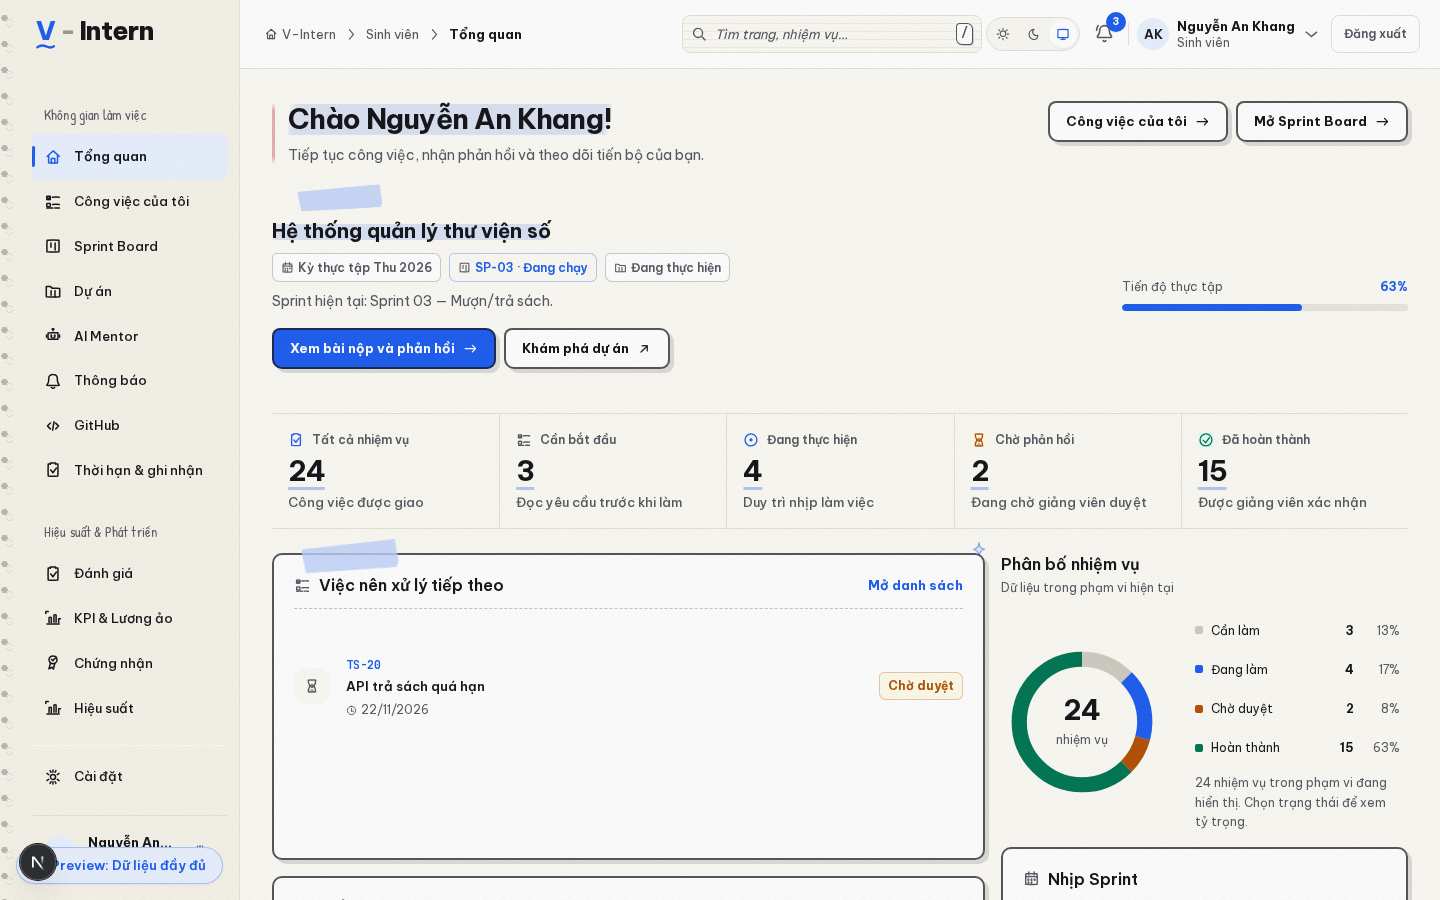 V - Intern
Không gian làm việc
Tổng quan
Công việc của tôi
Sprint Board
Dự án
AI Mentor
Thông báo
GitHub
Thời hạn & ghi nhận
Hiệu suất & Phát triển
Đánh giá
KPI & Lương ảo
Chứng nhận
Hiệu suất
Cài đặt
Nguyễn An...
N
Preview: Dữ liệu đầy đủ
V-Intern > Sinh viên > Tổng quan
Tìm trang, nhiệm vụ...
/
3
AK
Nguyễn An Khang
Sinh viên
Đăng xuất
Chào Nguyễn An Khang!
Tiếp tục công việc, nhận phản hồi và theo dõi tiến bộ của bạn.
Công việc của tôi →
Mở Sprint Board →
Hệ thống quản lý thư viện số
Kỳ thực tập Thu 2026
SP-03 · Đang chạy
Đang thực hiện
Sprint hiện tại: Sprint 03 — Mượn/trả sách.
Tiến độ thực tập 63%
Xem bài nộp và phản hồi →
Khám phá dự án ↗
Tất cả nhiệm vụ
24
Công việc được giao
Cần bắt đầu
3
Đọc yêu cầu trước khi làm
Đang thực hiện
4
Duy trì nhịp làm việc
Chờ phản hồi
2
Đang chờ giảng viên duyệt
Đã hoàn thành
15
Được giảng viên xác nhận
Việc nên xử lý tiếp theo
Mở danh sách
TS-20
API trả sách quá hạn
22/11/2026
Chờ duyệt
Phân bố nhiệm vụ
Dữ liệu trong phạm vi hiện tại
24
nhiệm vụ
Cần làm 3 13%
Đang làm 4 17%
Chờ duyệt 2 8%
Hoàn thành 15 63%
24 nhiệm vụ trong phạm vi đang
hiển thị. Chọn trạng thái để xem
tỷ trọng.
Nhịp Sprint